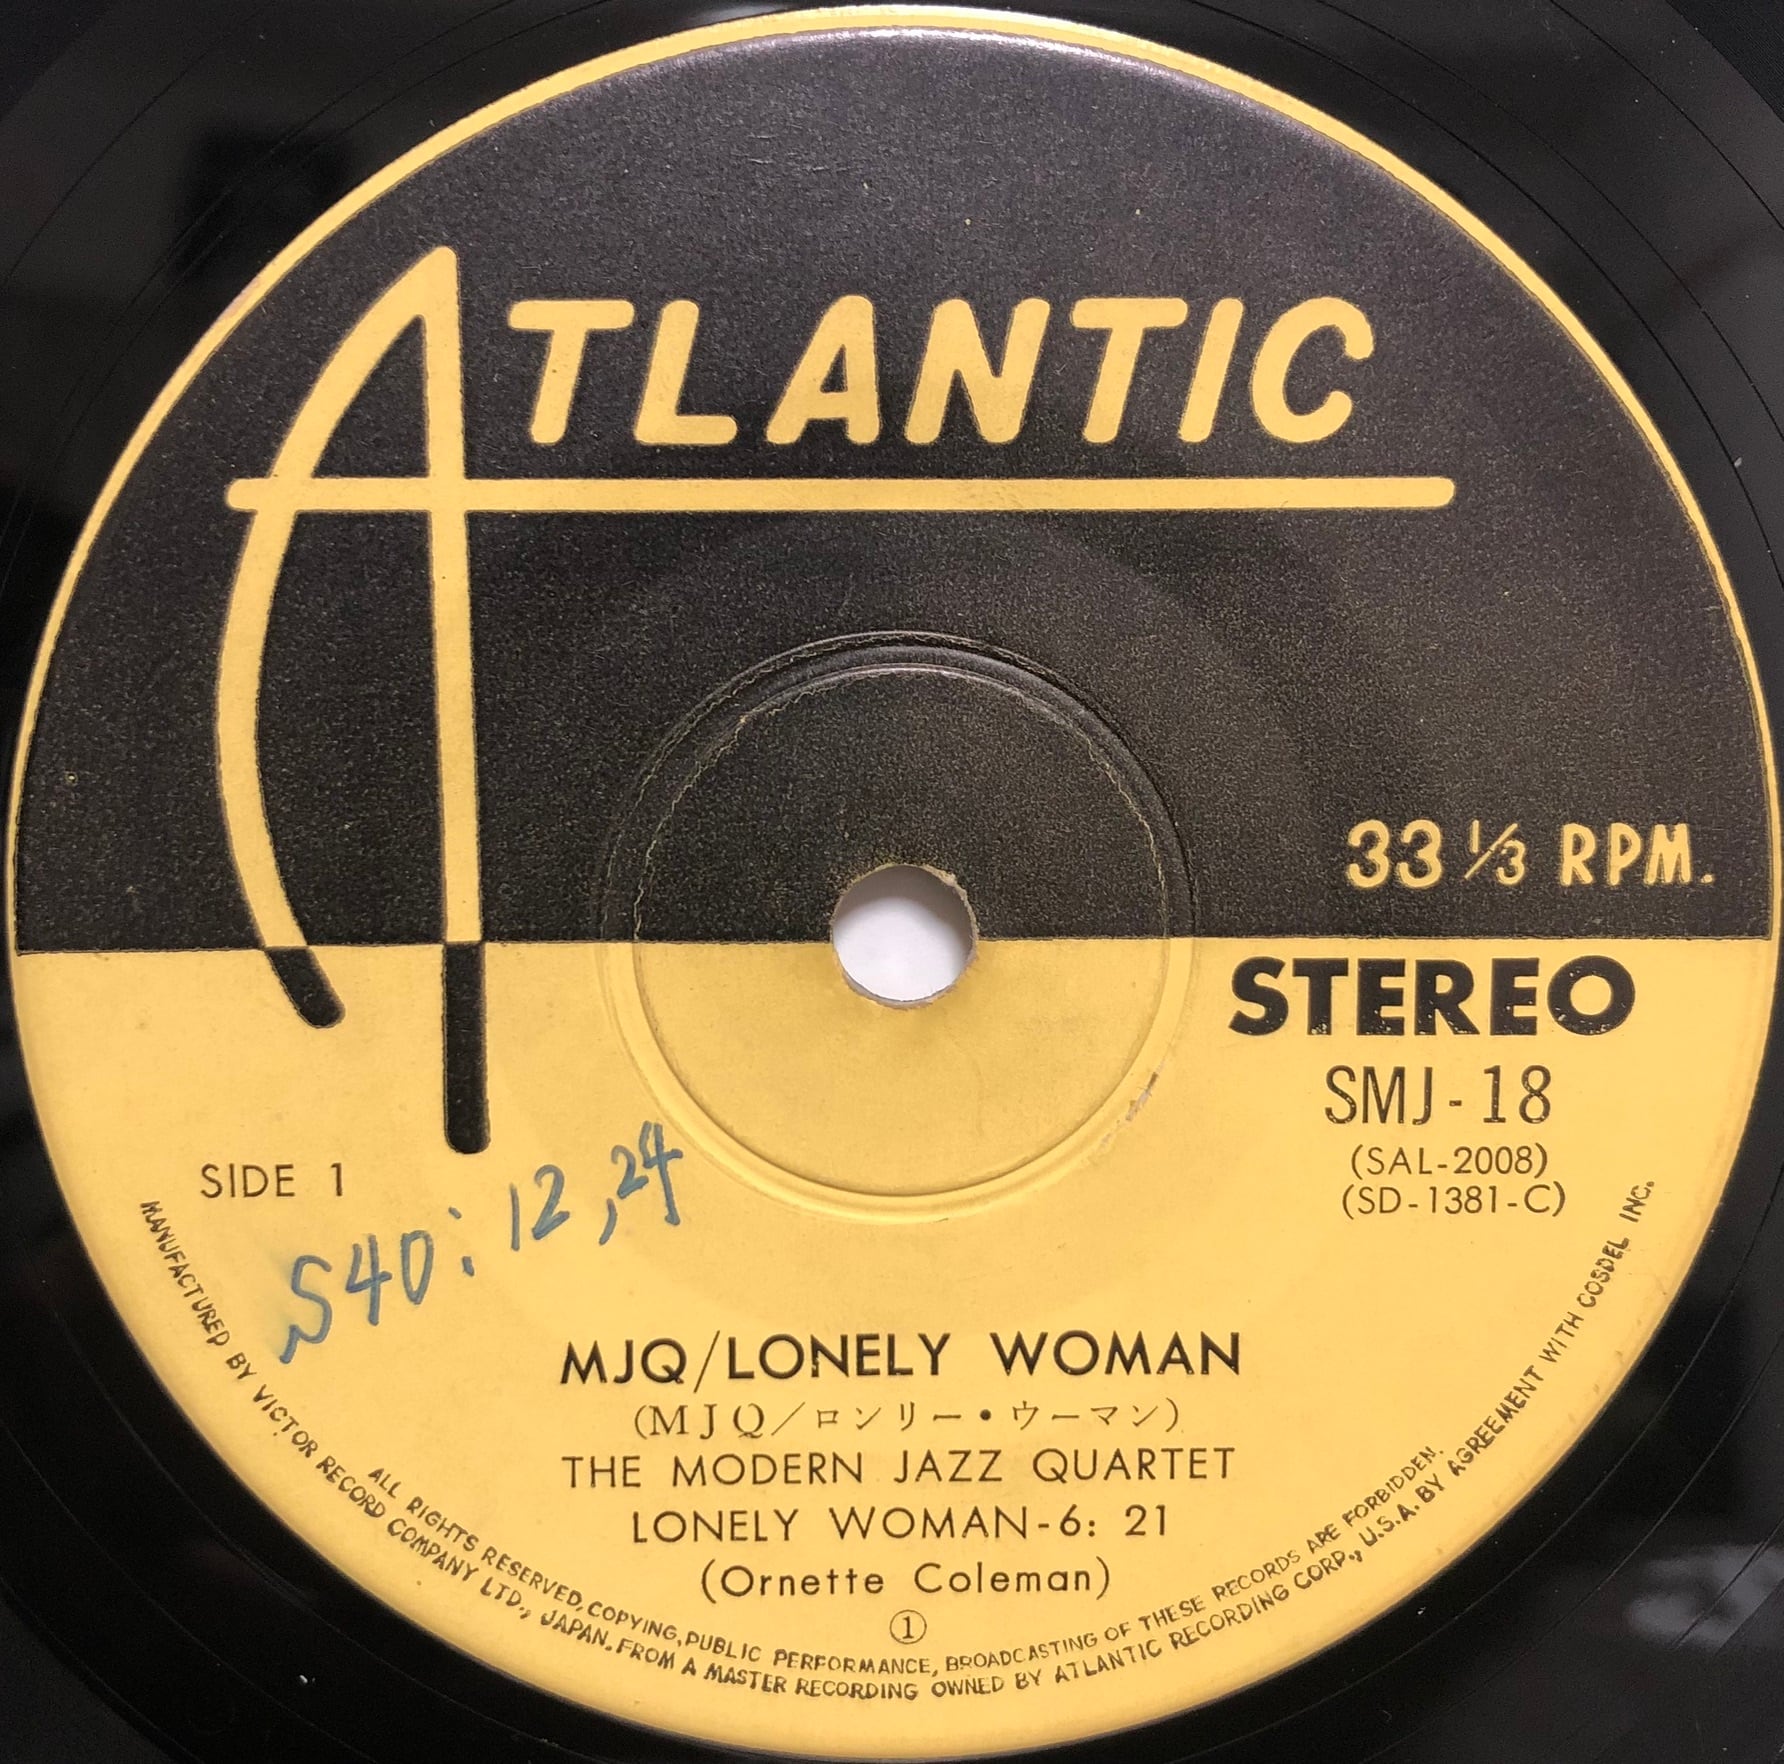 ATLANTIC
33 1/3 RPM.
STEREO
SMJ-18
(SAL-2008)
(SD-1381-C)
SIDE 1
S40:12,24
MJQ/LONELY WOMAN
(MJQ/ロンリー・ウーマン)
THE MODERN JAZZ QUARTET
LONELY WOMAN-6: 21
(Ornette Coleman)
①
ALL RIGHTS RESERVED, COPYING, PUBLIC PERFORMANCE, BROADCASTING OF THESE RECORDS ARE FORBIDDEN.
MANUFACTURED BY VICTOR RECORD COMPANY LTD., JAPAN. FROM A MASTER RECORDING OWNED BY ATLANTIC RECORDING CORP., U.S.A. BY AGREEMENT WITH COSDEL INC.